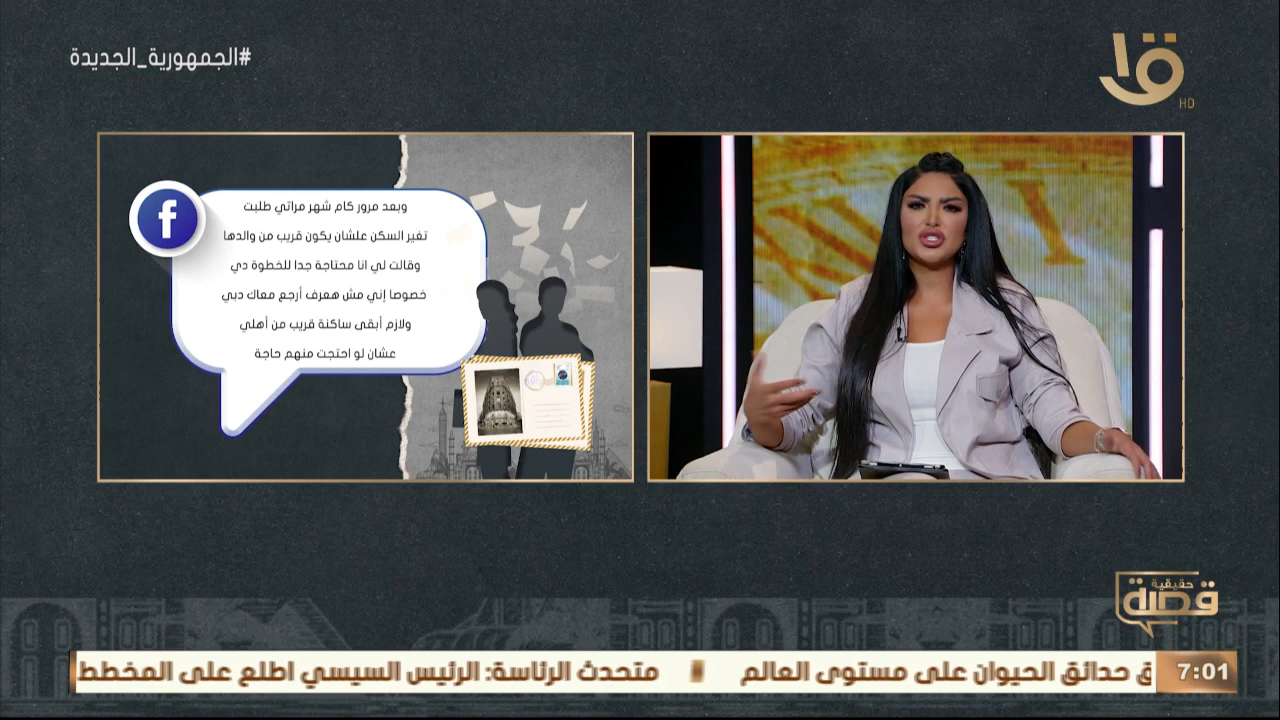 #الجمهورية_الجديدة
HD
f
وبعد مرور كام شهر مراتي طلبت
تغير السكن علشان يكون قريب من والدها
وقالت لي انا محتاجة جدا للخطوة دي
خصوصا إني مش هعرف أرجع معاك دبي
ولازم أبقى ساكنة قريب من أهلي
عشان لو احتجت منهم حاجة
قصة حقيقية
7:01
ق حدائق الحيوان على مستوى العالم
متحدث الرئاسة: الرئيس السيسي اطلع على المخطط